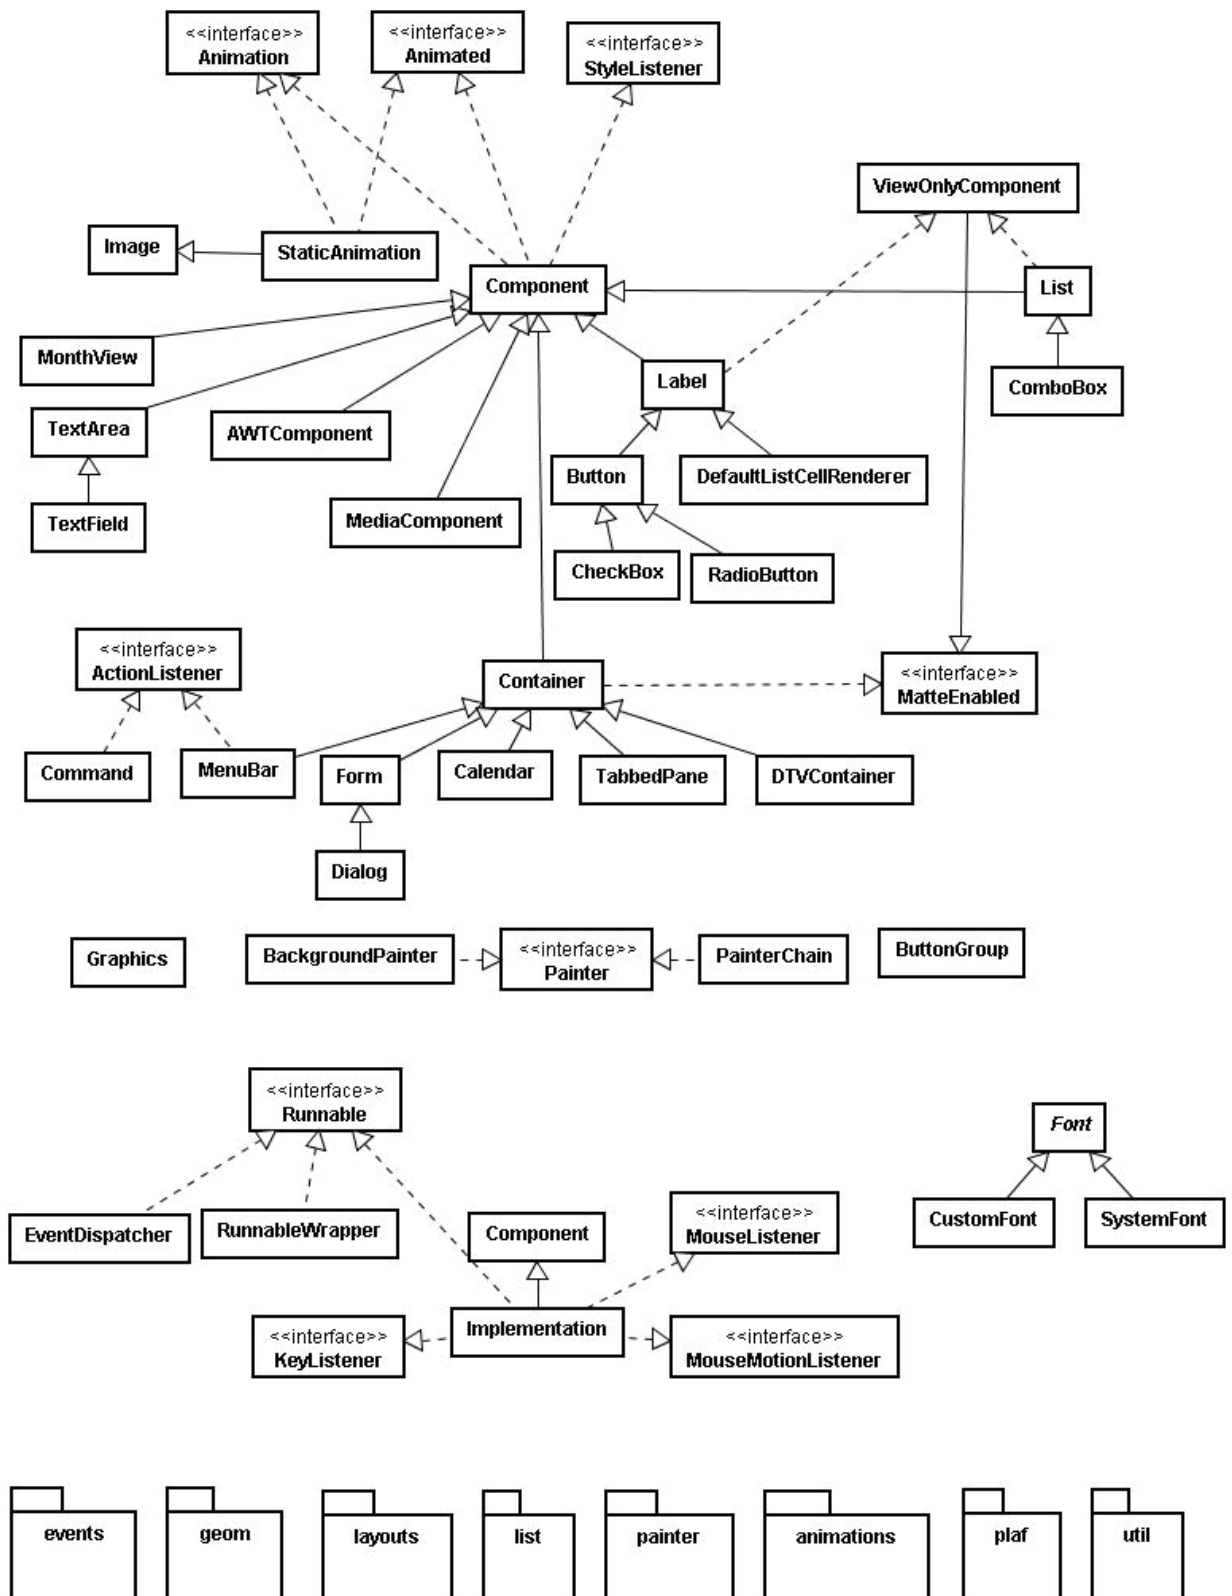 <<interface>>
Animation
<<interface>>
Animated
<<interface>>
StyleListener
ViewOnlyComponent
Image
StaticAnimation
Component
List
MonthView
Label
ComboBox
TextArea
AWTComponent
Button
DefaultListCellRenderer
TextField
MediaComponent
CheckBox
RadioButton
<<interface>>
ActionListener
Container
<<interface>>
MatteEnabled
Command
MenuBar
Form
Calendar
TabbedPane
DTVContainer
Dialog
Graphics
BackgroundPainter
<<interface>>
Painter
PainterChain
ButtonGroup
<<interface>>
Runnable
Font
EventDispatcher
RunnableWrapper
Component
<<interface>>
MouseListener
CustomFont
SystemFont
<<interface>>
KeyListener
Implementation
<<interface>>
MouseMotionListener
events
geom
layouts
list
painter
animations
plaf
util